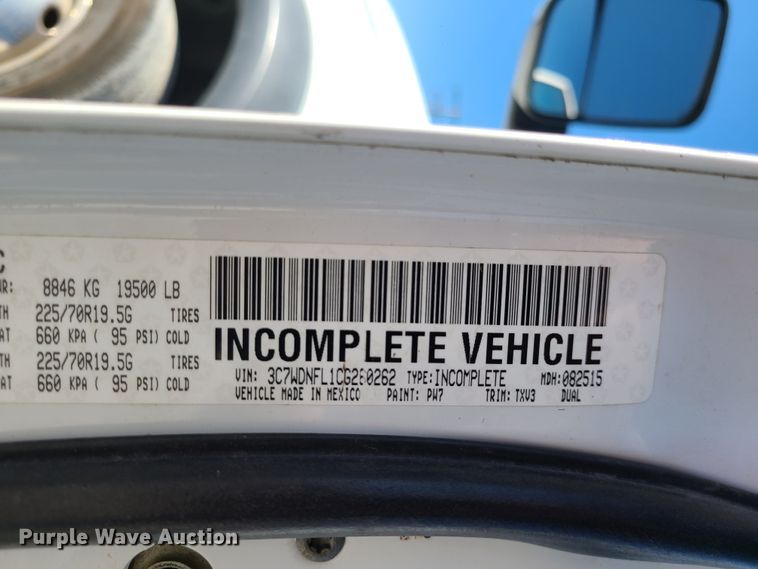 C
WR: 8846 KG 19500 LB
TH 225/70R19.5G TIRES
AT 660 KPA ( 95 PSI) COLD
TH 225/70R19.5G TIRES
AT 660 KPA ( 95 PSI) COLD
INCOMPLETE VEHICLE
VIN: TYPE: INCOMPLETE MDH: 082515
VEHICLE MADE IN MEXICO PAINT: PW7 TRIM: TXV3 DUAL
Purple Wave Auction®